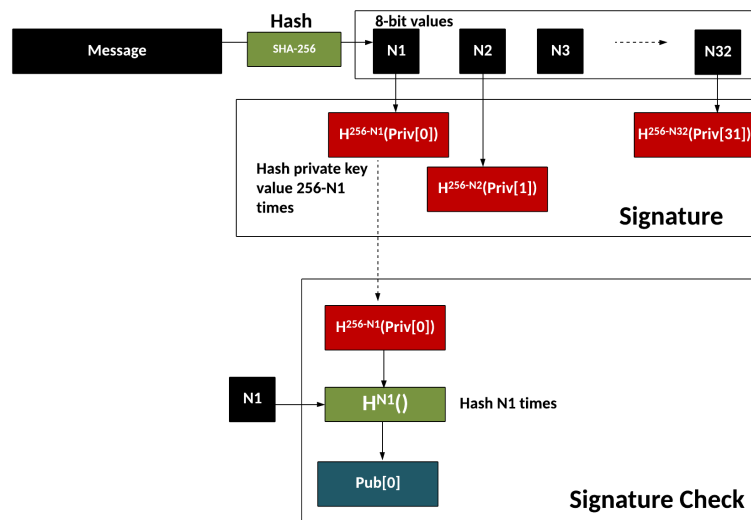 Hash
8-bit values
Message
SHA-256
N1
N2
N3
N32
H256-N1(Priv[0])
H256-N32(Priv[31])
Hash private key
value 256-N1
times
H256-N2(Priv[1])
Signature
H256-N1(Priv[0])
N1
HN1()
Hash N1 times
Pub[0]
Signature Check